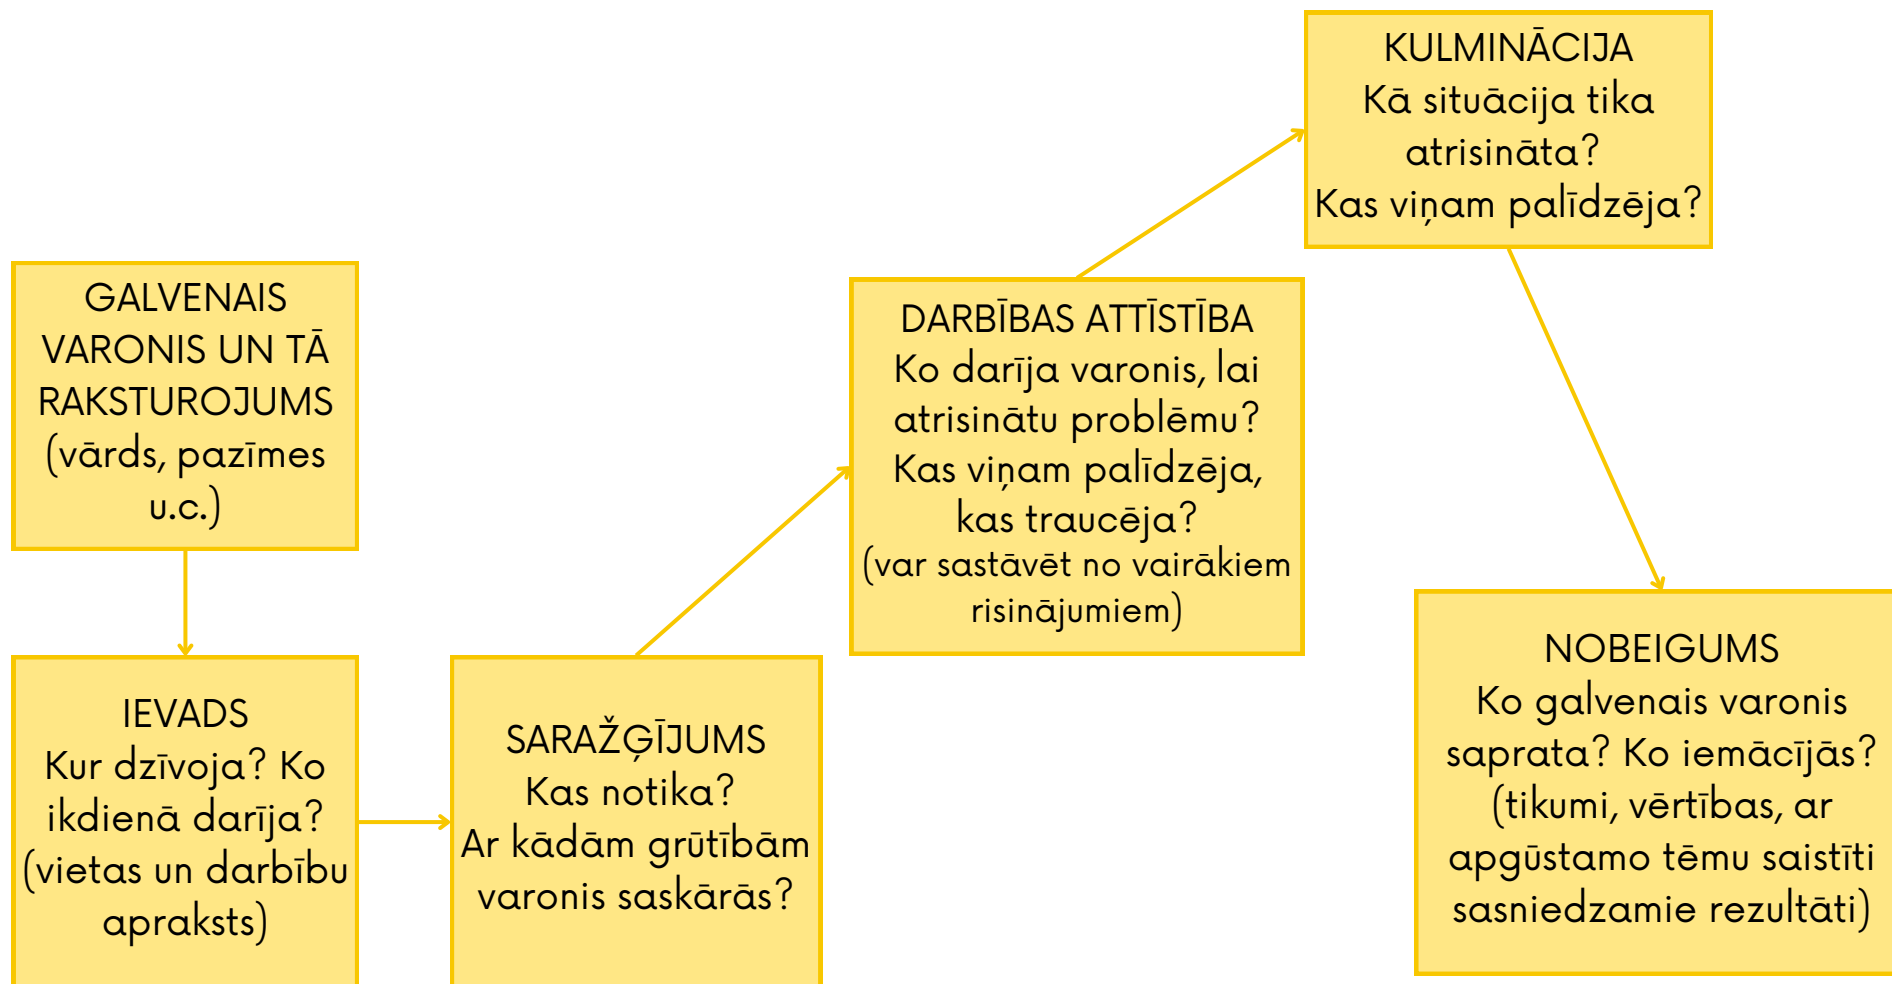 GALVENAIS
VARONIS UN TĀ
RAKSTUROJUMS
(vārds, pazīmes
u.c.)
IEVADS
Kur dzīvoja? Ko
ikdienā darīja?
(vietas un darbību
apraksts)
SARAŽĢĪJUMS
Kas notika?
Ar kādām grūtībām
varonis saskārās?
DARBĪBAS ATTĪSTĪBA
Ko darīja varonis, lai
atrisinātu problēmu?
Kas viņam palīdzēja,
kas traucēja?
(var sastāvēt no vairākiem
risinājumiem)
KULMINĀCIJA
Kā situācija tika
atrisināta?
Kas viņam palīdzēja?
NOBEIGUMS
Ko galvenais varonis
saprata? Ko iemācījās?
(tikumi, vērtības, ar
apgūstamo tēmu saistīti
sasniedzamie rezultāti)